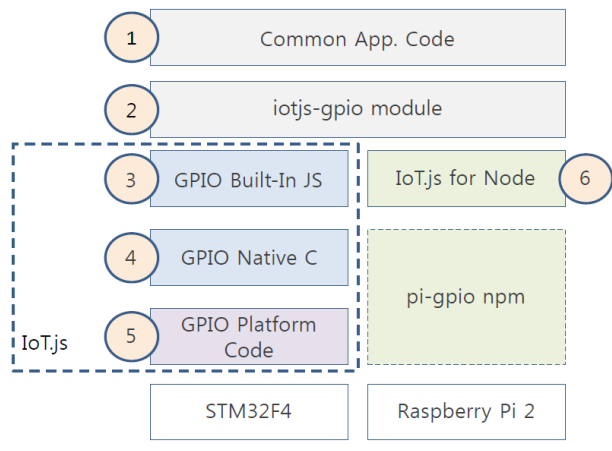 1
Common App. Code
2
iotjs-gpio module
3
GPIO Built-In JS
IoT.js for Node
6
4
GPIO Native C
pi-gpio npm
5
GPIO Platform
Code
IoT.js
STM32F4
Raspberry Pi 2